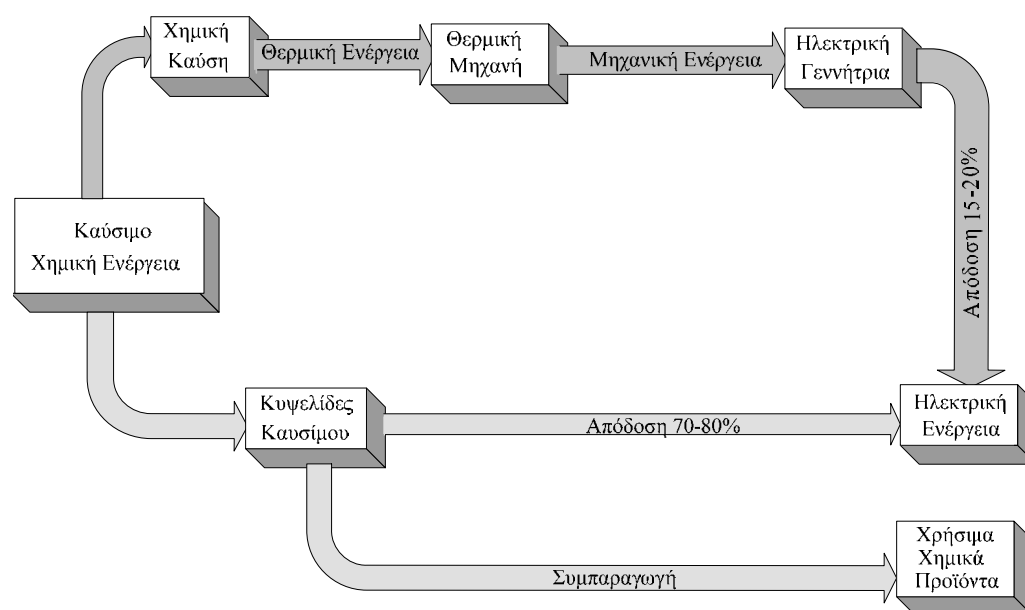 Χημική
Καύση
Θερμική Ενέργεια
Θερμική
Μηχανή
Μηχανική Ενέργεια
Ηλεκτρική
Γεννήτρια
Απόδοση 15-20%
Καύσιμο
Χημική Ενέργεια
Κυψελίδες
Καυσίμου
Απόδοση 70-80%
Ηλεκτρική
Ενέργεια
Συμπαραγωγή
Χρήσιμα
Χημικά
Προϊόντα